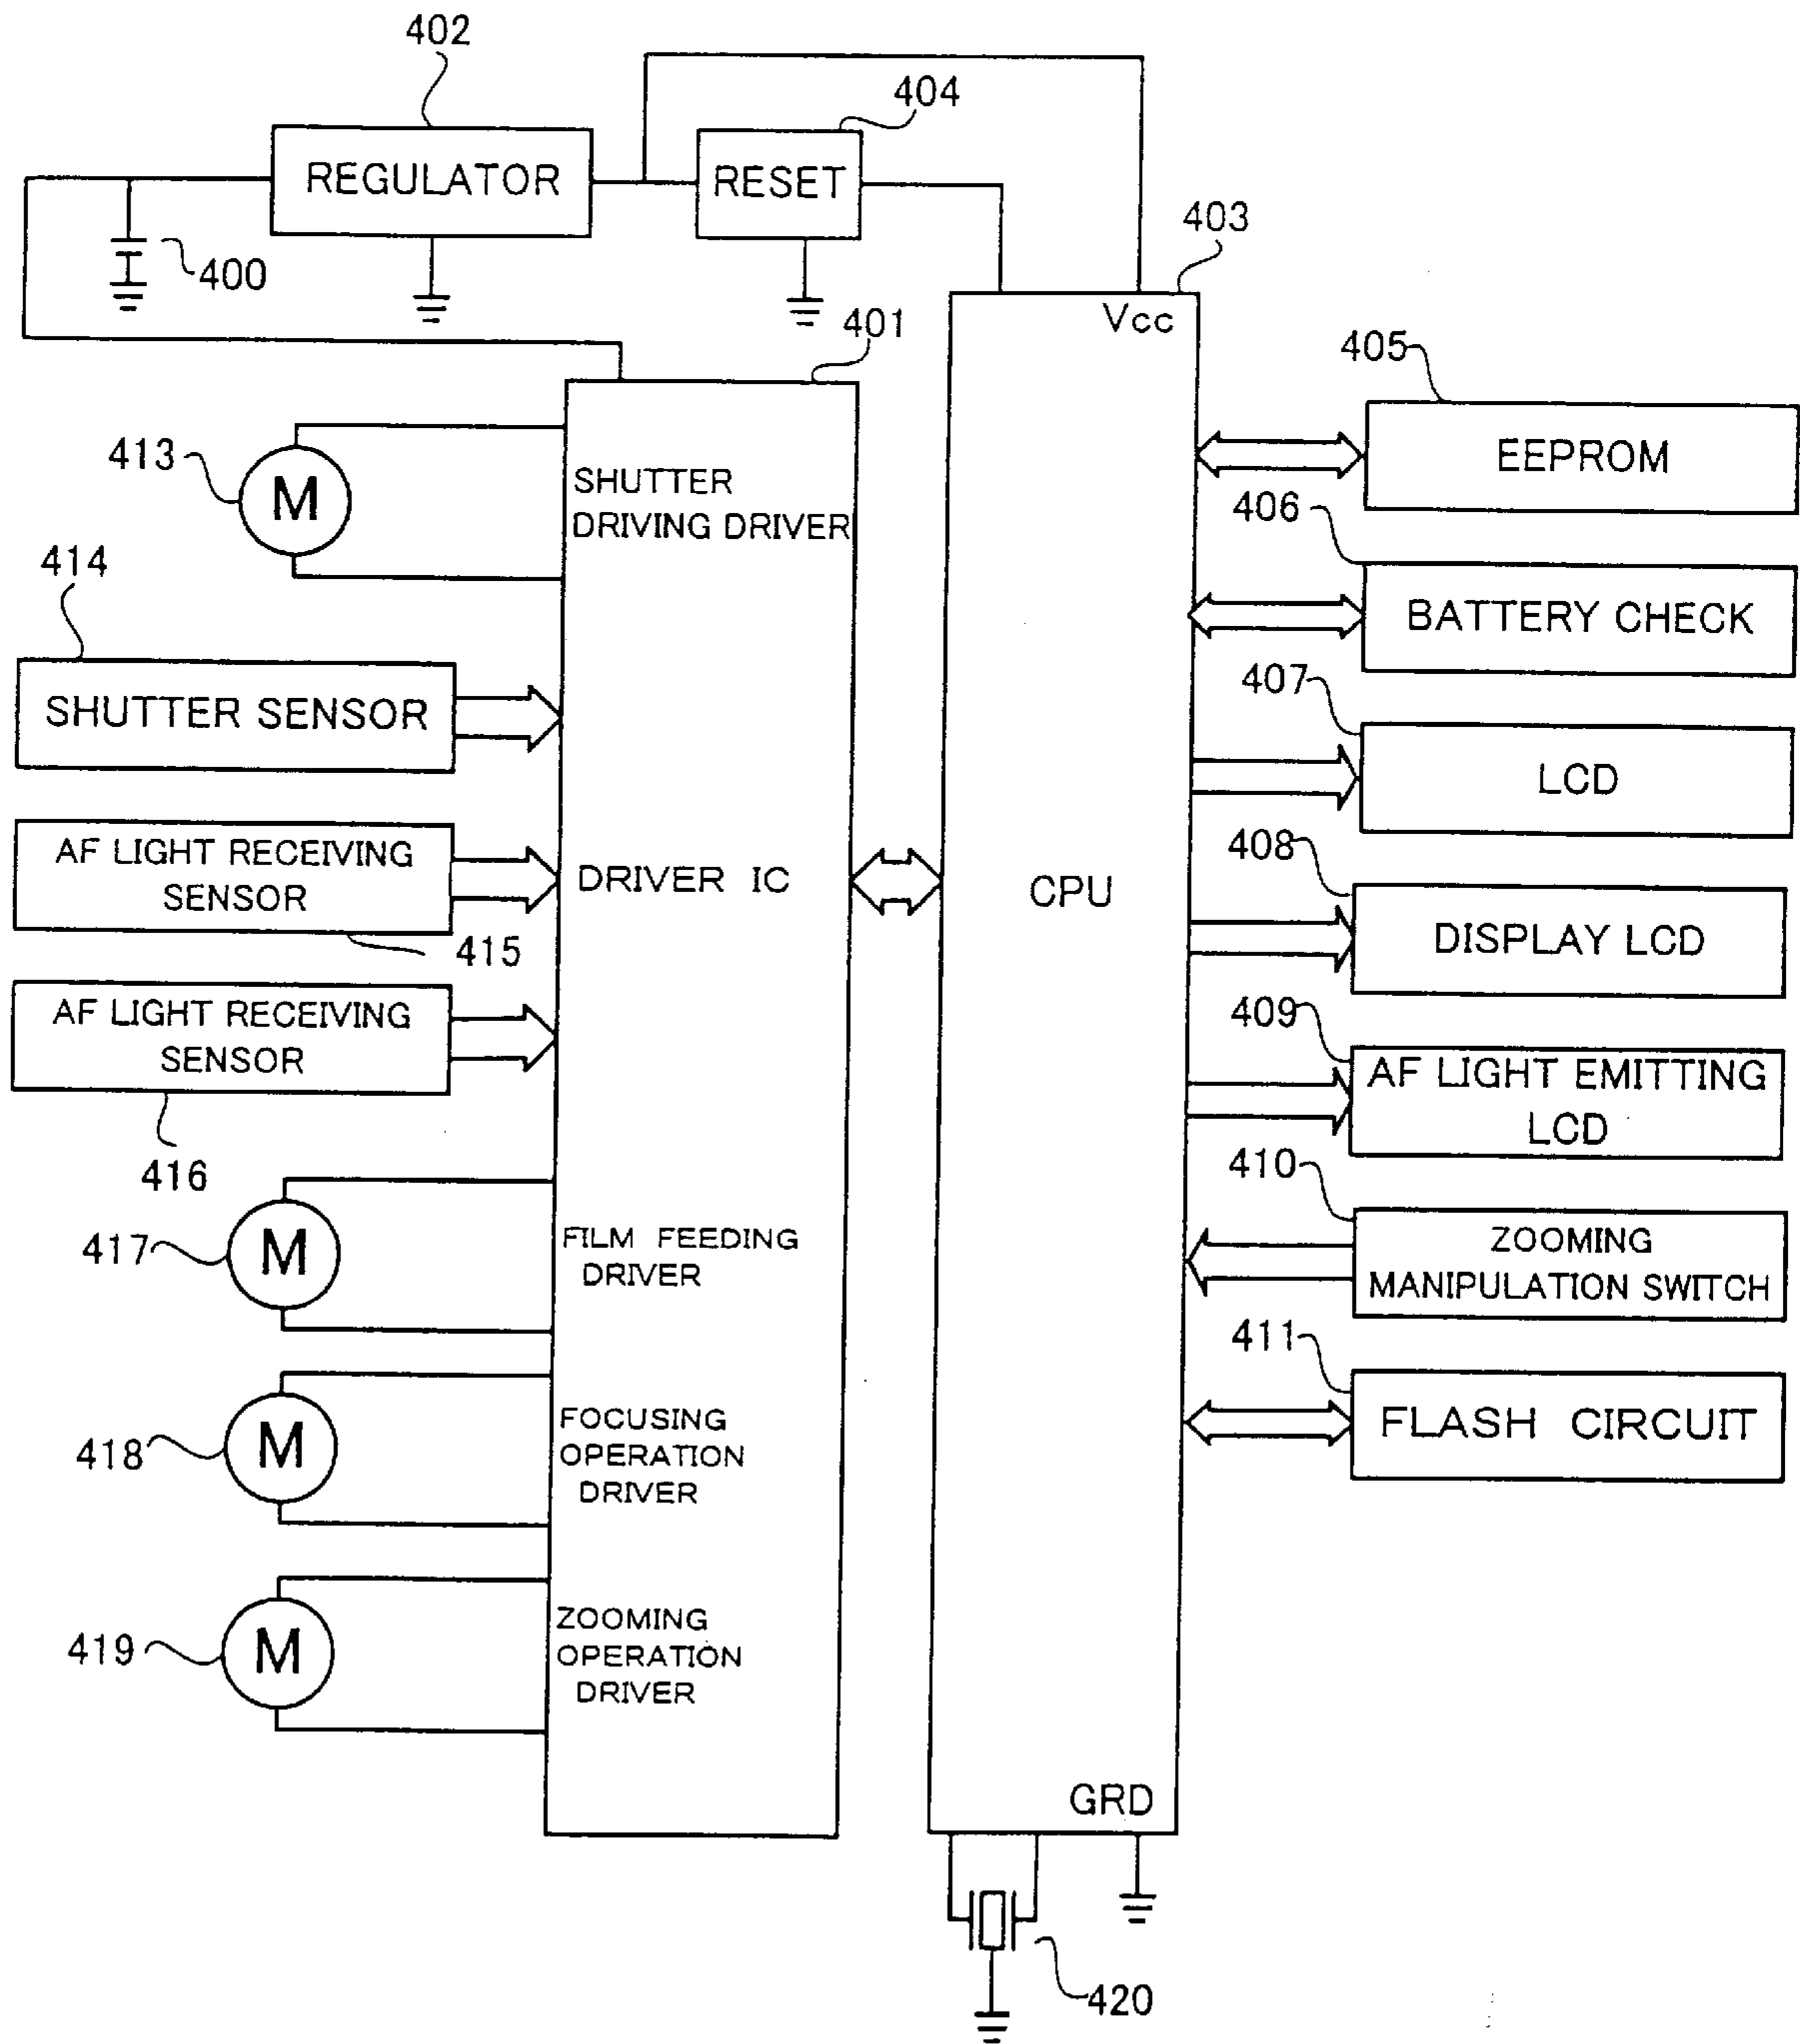 402
404
REGULATOR
RESET
403
400
Vcc
401
405
413
M
SHUTTER
DRIVING DRIVER
EEPROM
406
414
BATTERY CHECK
SHUTTER SENSOR
407
LCD
AF LIGHT RECEIVING
SENSOR
415
DRIVER IC
CPU
408
DISPLAY LCD
AF LIGHT RECEIVING
SENSOR
416
409
AF LIGHT EMITTING
LCD
410
417
M
FILM FEEDING
DRIVER
ZOOMING
MANIPULATION SWITCH
411
418
M
FOCUSING
OPERATION
DRIVER
FLASH CIRCUIT
419
M
ZOOMING
OPERATION
DRIVER
GRD
420